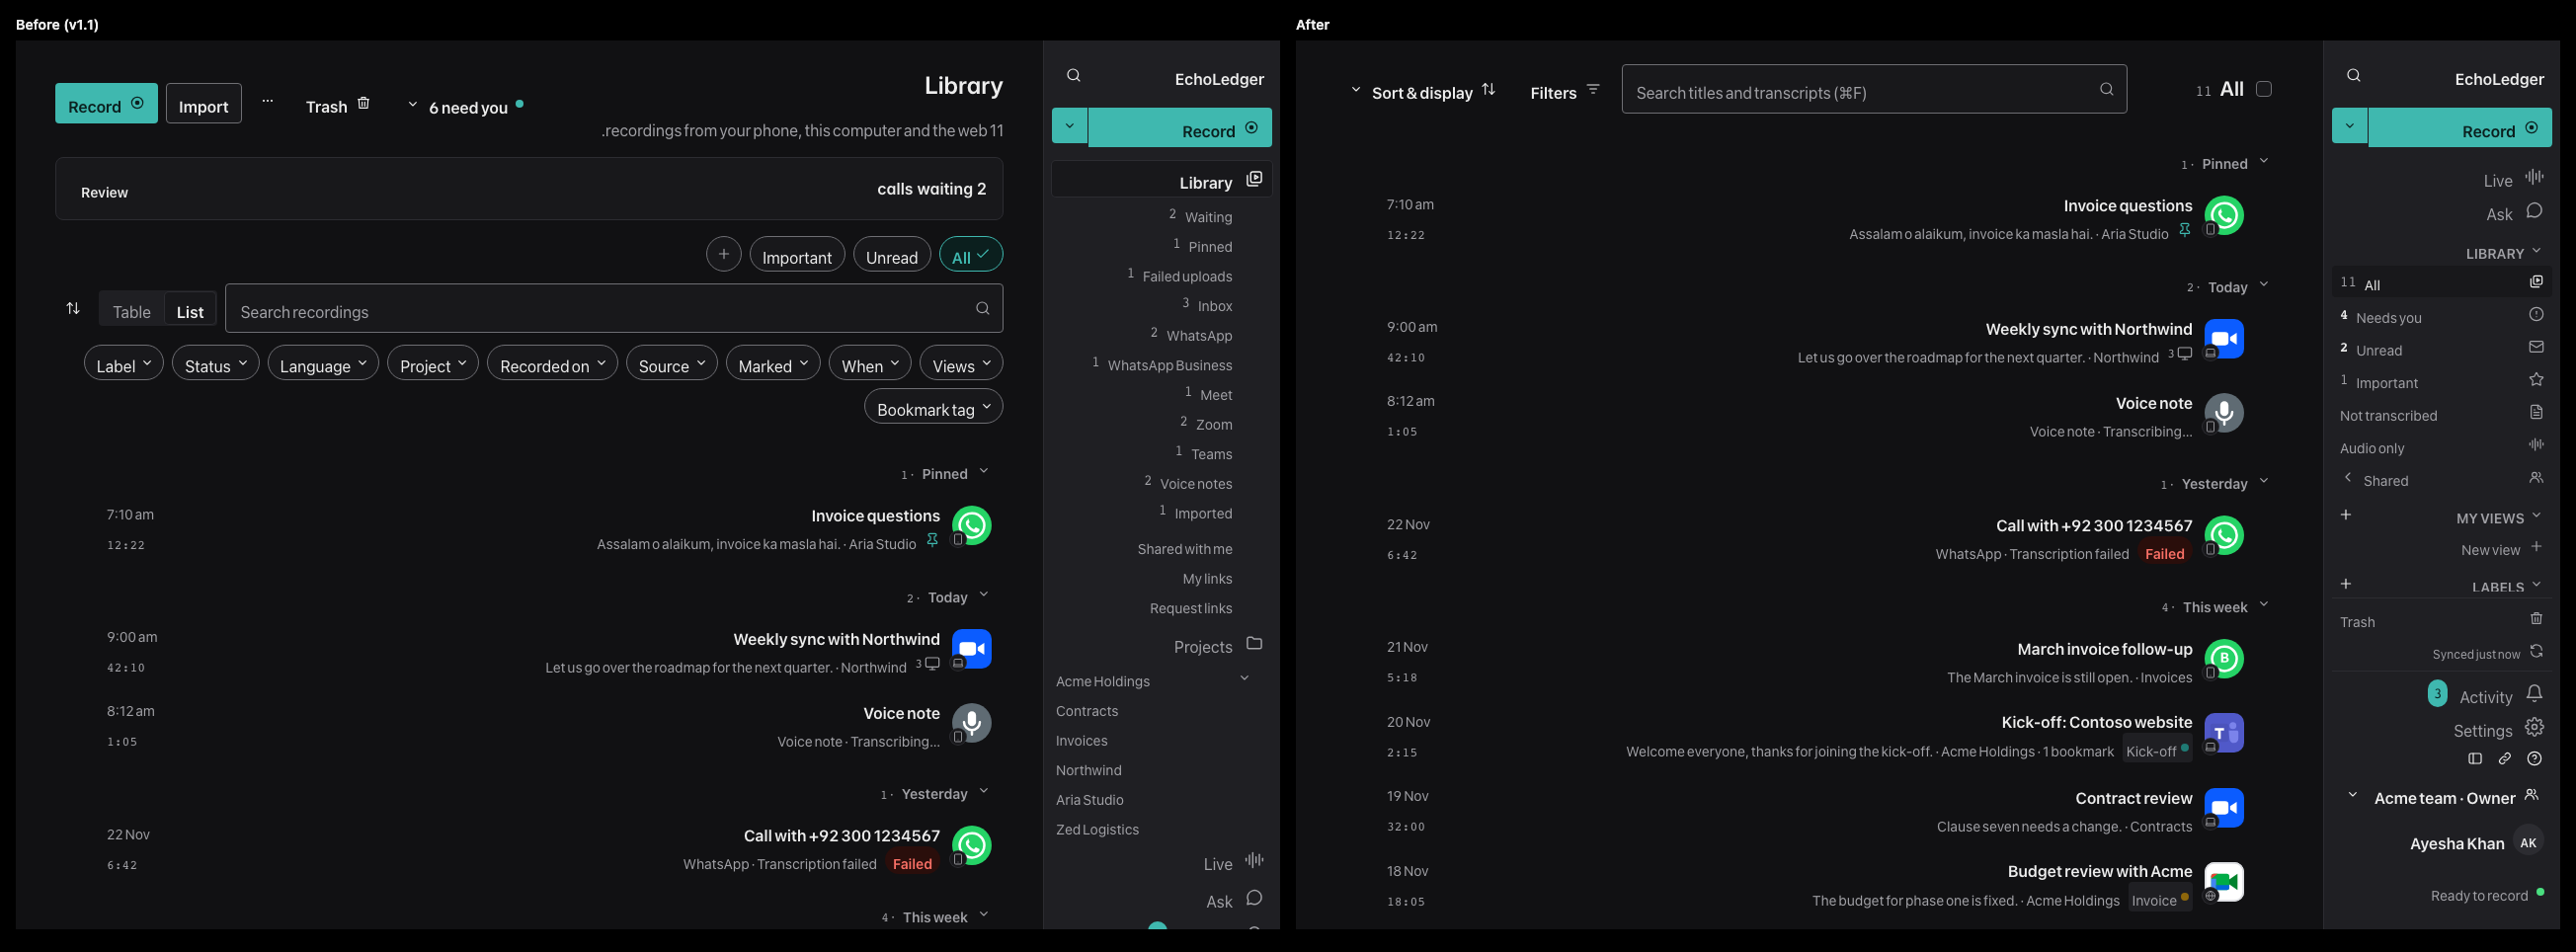 Before (v1.1)
Library
Record
Import
...
Trash
6 need you
.recordings from your phone, this computer and the web 11
calls waiting 2
Review
All
Unread
Important
+
Search recordings
List
Table
Views
When
Marked
Source
Recorded on
Project
Language
Status
Label
Bookmark tag
1 · Pinned
Invoice questions
7:10 am
Assalam o alaikum, invoice ka masla hai. · Aria Studio
12:22
2 · Today
Weekly sync with Northwind
9:00 am
Let us go over the roadmap for the next quarter. · Northwind 3
42:10
Voice note
8:12 am
Voice note · Transcribing...
1:05
1 · Yesterday
Call with +92 300 1234567
22 Nov
WhatsApp · Transcription failed Failed
6:42
4 · This week
EchoLedger
Record
Library
2 Waiting
1 Pinned
1 Failed uploads
3 Inbox
2 WhatsApp
1 WhatsApp Business
1 Meet
2 Zoom
1 Teams
2 Voice notes
1 Imported
Shared with me
My links
Request links
Projects
Acme Holdings
Contracts
Invoices
Northwind
Aria Studio
Zed Logistics
Live
Ask
After
11 All
Search titles and transcripts (⌘F)
Filters
Sort & display
1 · Pinned
Invoice questions
7:10 am
Assalam o alaikum, invoice ka masla hai. · Aria Studio
12:22
2 · Today
Weekly sync with Northwind
9:00 am
Let us go over the roadmap for the next quarter. · Northwind 3
42:10
Voice note
8:12 am
Voice note · Transcribing...
1:05
1 · Yesterday
Call with +92 300 1234567
22 Nov
WhatsApp · Transcription failed Failed
6:42
4 · This week
March invoice follow-up
21 Nov
The March invoice is still open. · Invoices
5:18
Kick-off: Contoso website
20 Nov
Welcome everyone, thanks for joining the kick-off. · Acme Holdings · 1 bookmark Kick-off
2:15
Contract review
19 Nov
Clause seven needs a change. · Contracts
32:00
Budget review with Acme
18 Nov
The budget for phase one is fixed. · Acme Holdings Invoice
18:05
EchoLedger
Record
Live
Ask
LIBRARY
11 All
4 Needs you
2 Unread
1 Important
Not transcribed
Audio only
Shared
+ MY VIEWS
New view +
+ LABELS
Trash
Synced just now
3 Activity
Settings
Acme team · Owner
Ayesha Khan AK
Ready to record